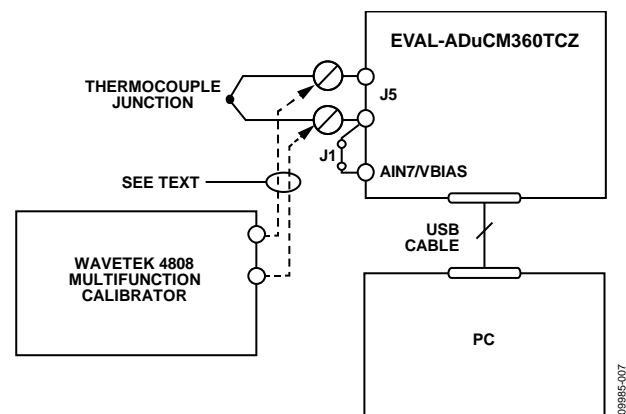 EVAL-ADuCM360TCZ
THERMOCOUPLE
JUNCTION
J5
J1
AIN7/VBIAS
SEE TEXT
USB
CABLE
WAVETEK 4808
MULTIFUNCTION
CALIBRATOR
PC
09985-007